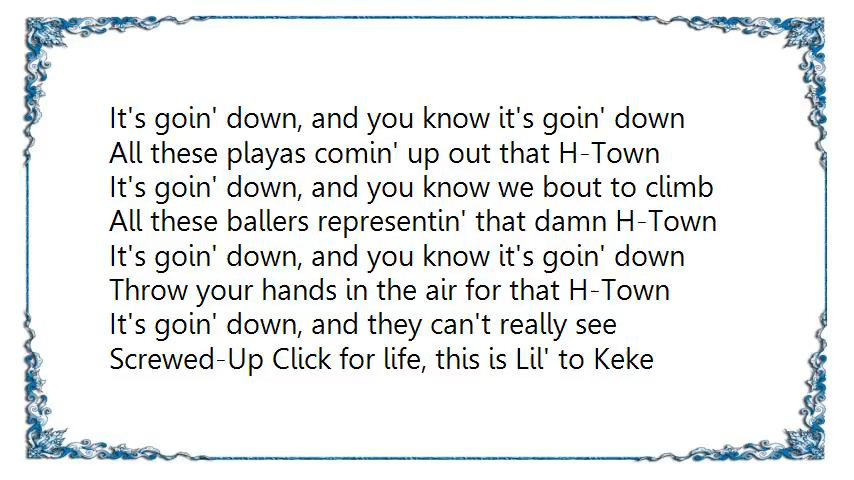 It's goin' down, and you know it's goin' down
All these playas comin' up out that H-Town
It's goin' down, and you know we bout to climb
All these ballers representin' that damn H-Town
It's goin' down, and you know it's goin' down
Throw your hands in the air for that H-Town
It's goin' down, and they can't really see
Screwed-Up Click for life, this is Lil' to Keke